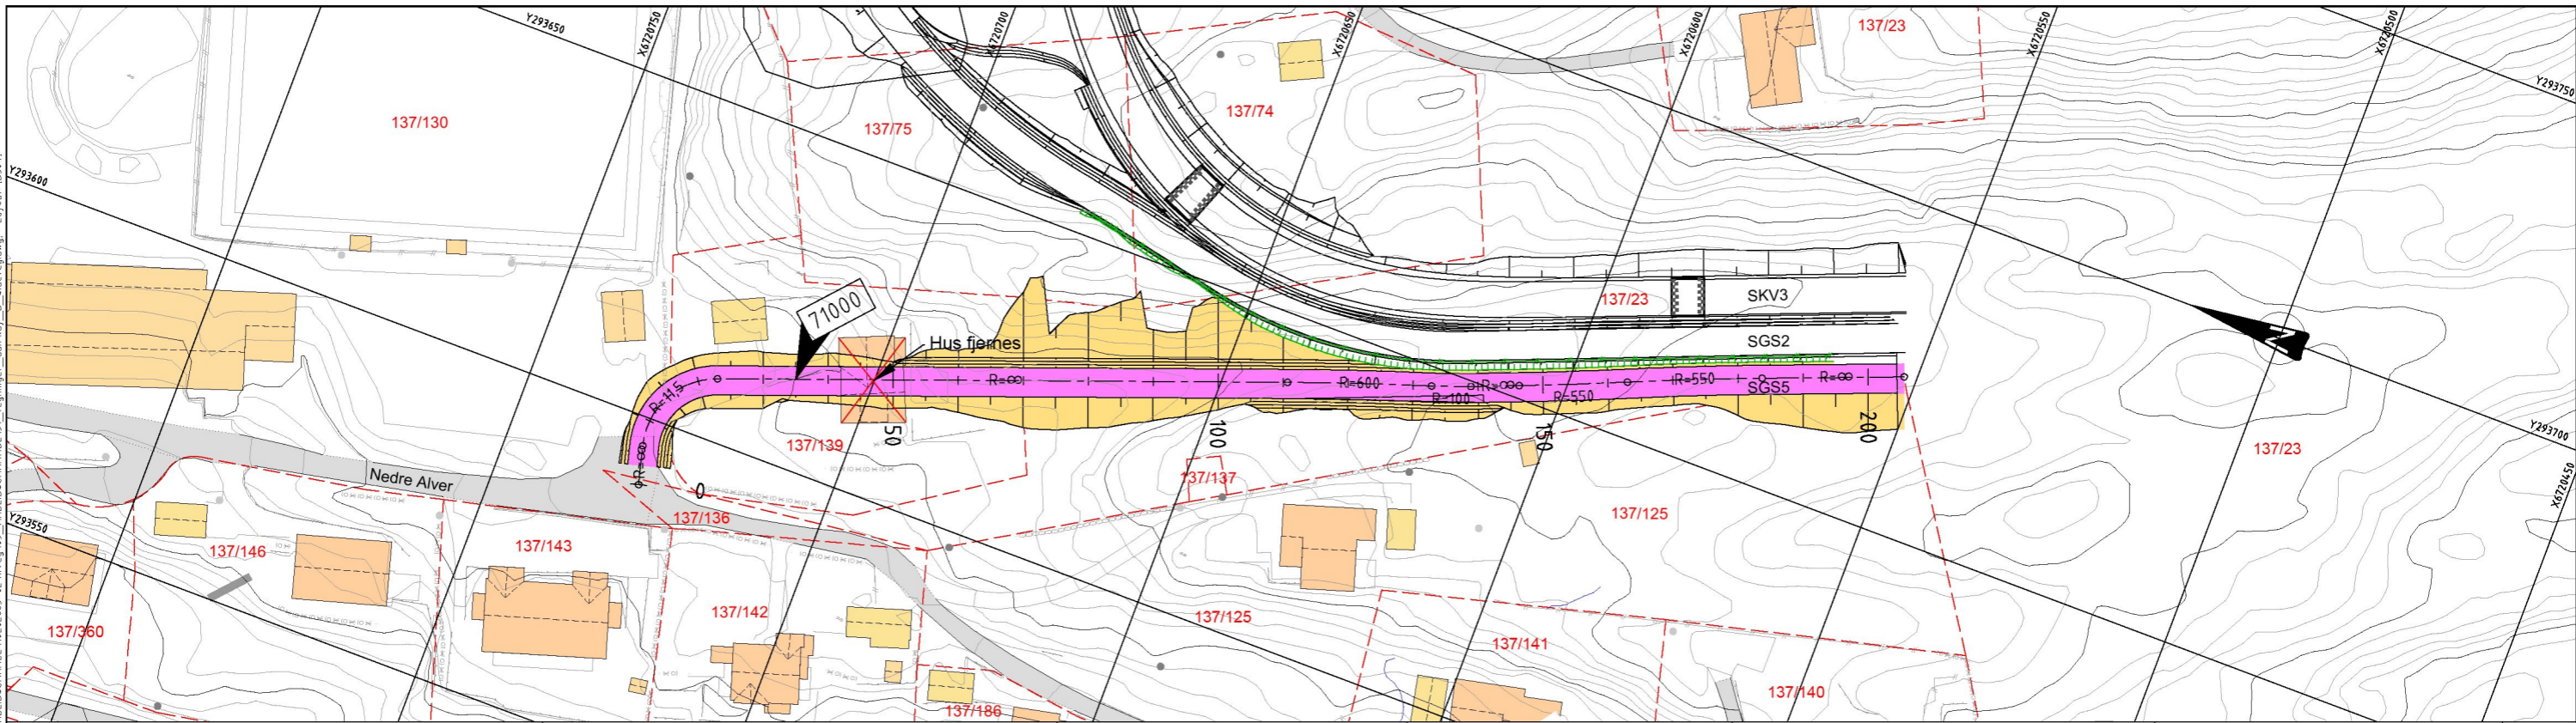 Y293650
X6720750
X6720700
X6720650
X6720600
X6720550
X6720500
Y293750
137/23
137/130
137/75
137/74
Y293600
71000
Hus fjernes
137/23
SKV3
SGS2
R=11,5
R=∞
R=600
R=∞
R=100
R=550
R=550
SGS5
R=∞
50
100
150
200
Y293700
137/139
R=∞
0
137/137
137/23
Nedre Alver
X6720450
Y293550
137/136
137/125
137/146
137/143
137/142
137/125
137/360
137/141
137/140
137/186